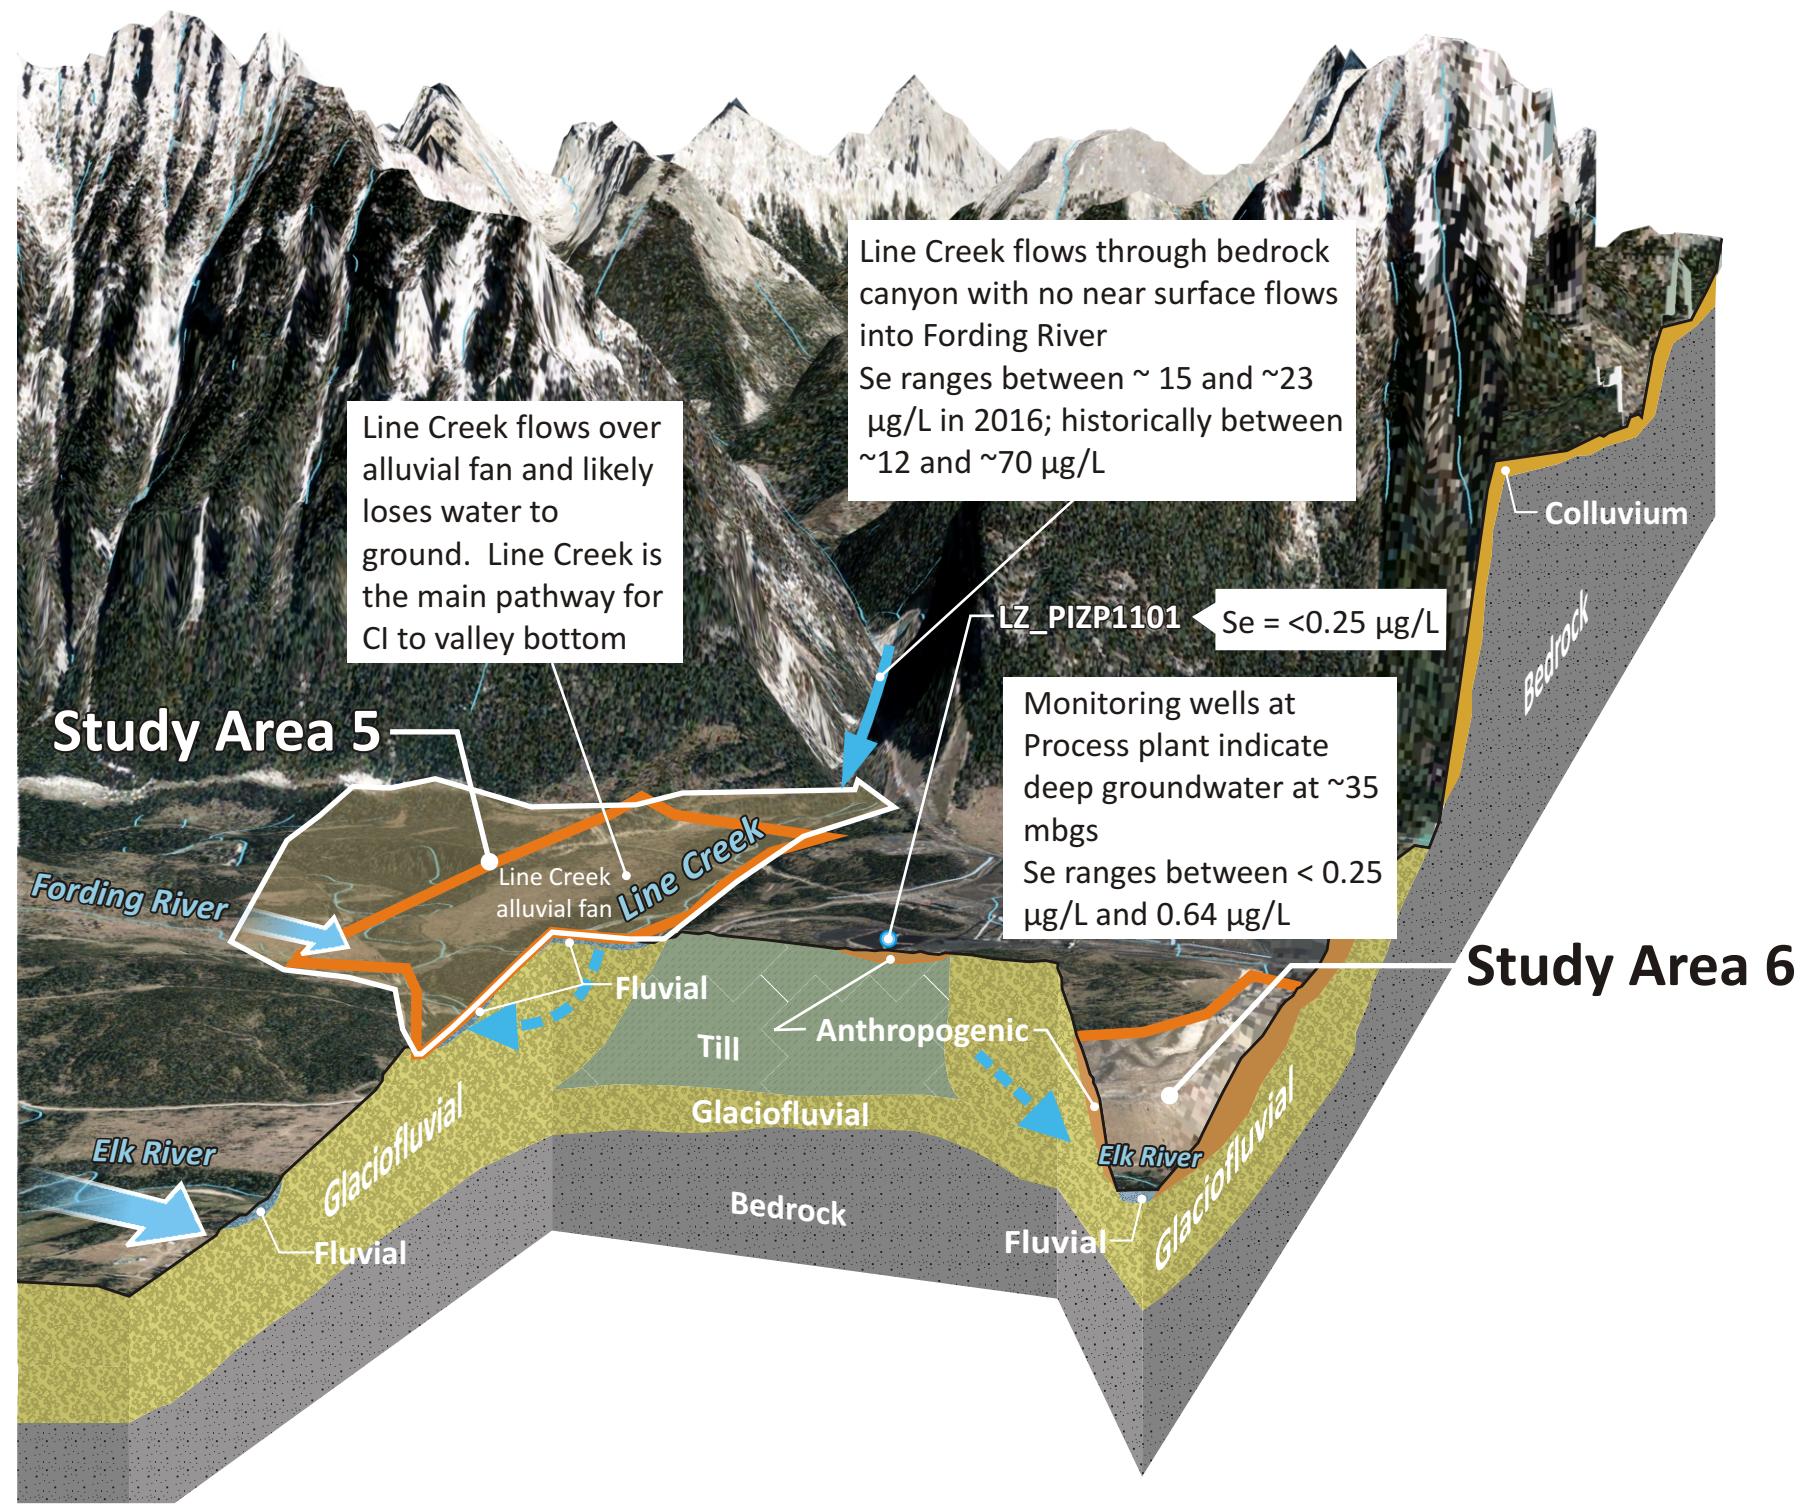 Line Creek flows through bedrock
canyon with no near surface flows
into Fording River
Se ranges between ~ 15 and ~23
µg/L in 2016; historically between
~12 and ~70 µg/L
Line Creek flows over
alluvial fan and likely
loses water to
ground. Line Creek is
the main pathway for
CI to valley bottom
Colluvium
LZ_PIZP1101
Se = <0.25 µg/L
Bedrock
Monitoring wells at
Process plant indicate
deep groundwater at ~35
mbgs
Se ranges between < 0.25
µg/L and 0.64 µg/L
Study Area 5
Line Creek
Line Creek
alluvial fan
Fording River
Study Area 6
Fluvial
Anthropogenic
Till
Glaciofluvial
Glaciofluvial
Glaciofluvial
Elk River
Elk River
Bedrock
Fluvial
Fluvial